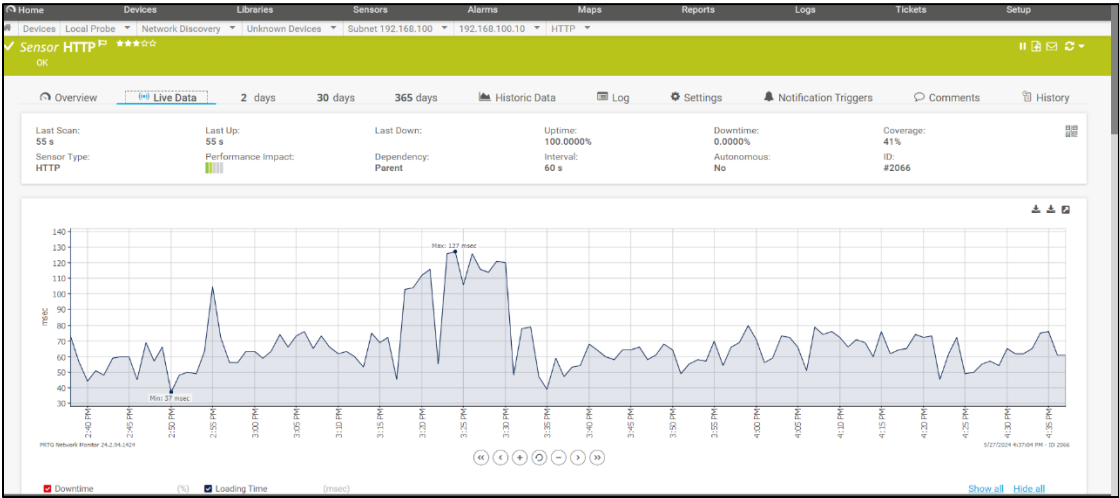 Home Devices Libraries Sensors Alarms Maps Reports Logs Tickets Setup
Devices Local Probe Network Discovery Unknown Devices Subnet 192.168.100 192.168.100.10 HTTP
Sensor HTTP
OK
Overview Live Data 2 days 30 days 365 days Historic Data Log Settings Notification Triggers Comments History
Last Scan: Last Up: Last Down: Uptime: Downtime: Coverage:
55 s 55 s 100.0000% 0.0000% 41%
Sensor Type: Performance Impact: Dependency: Interval: Autonomous: ID:
HTTP Parent 60 s No #2066
140
130
120
110
100
90
80
70
60
50
40
30
msec
Max: 127 msec
Min: 37 msec
2:40 PM 2:45 PM 2:50 PM 2:55 PM 3:00 PM 3:05 PM 3:10 PM 3:15 PM 3:20 PM 3:25 PM 3:30 PM 3:35 PM 3:40 PM 3:45 PM 3:50 PM 3:55 PM 4:00 PM 4:05 PM 4:10 PM 4:15 PM 4:20 PM 4:25 PM 4:30 PM 4:35 PM
PRTG Network Monitor 24.2.94.1424 5/27/2024 4:37:04 PM - ID 2066
Downtime (%) Loading Time (msec) Show all Hide all